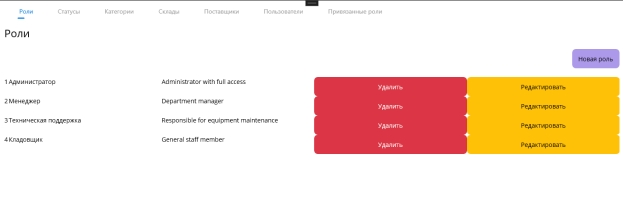 Роли Статусы Категории Склады Поставщики Пользователи Привязанные роли
Роли
Новая роль
1 Администратор Administrator with full access Удалить Редактировать
2 Менеджер Department manager Удалить Редактировать
3 Техническая поддержка Responsible for equipment maintenance Удалить Редактировать
4 Кладовщик General staff member Удалить Редактировать